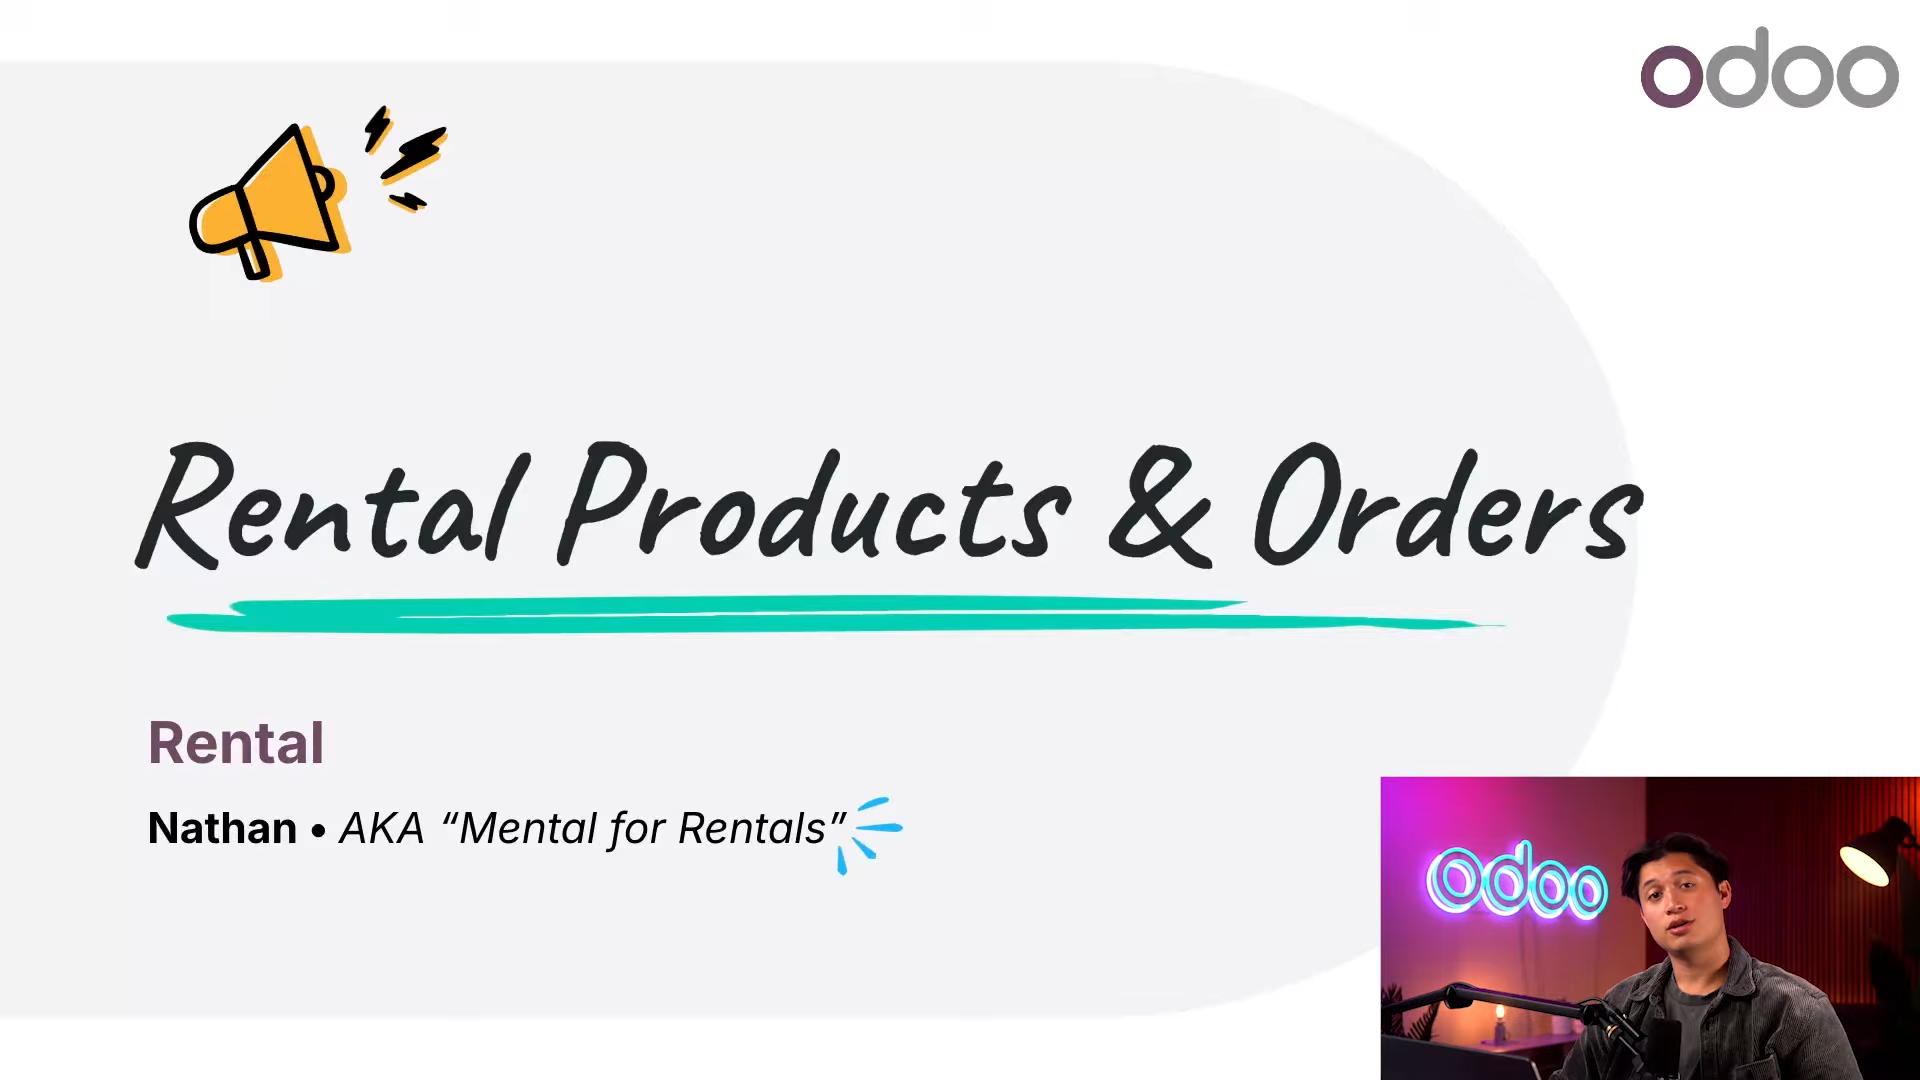 odoo
Rental Products & Orders
Rental
Nathan • AKA “Mental for Rentals”
odoo